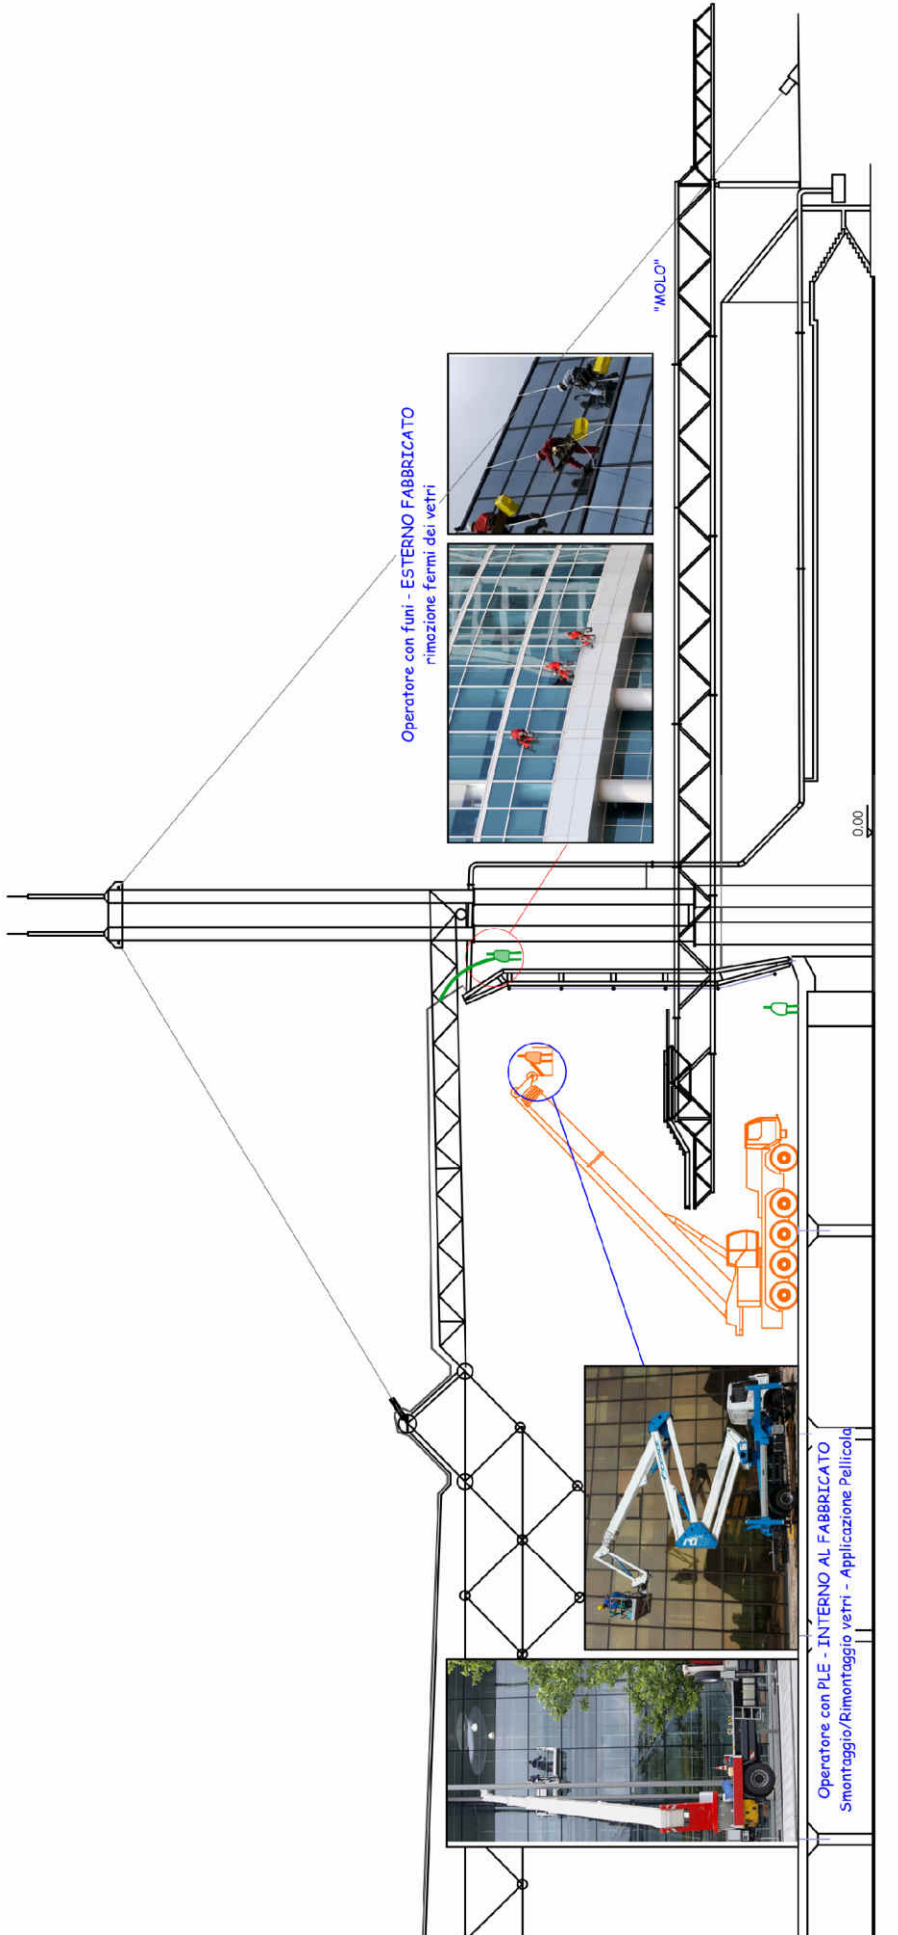 Operatore con funi - ESTERNO FABBRICATO
rimozione fermi dei vetri
"MOLO"
0.00
Operatore con PLE - INTERNO AL FABBRICATO
Smontaggio/Rimontaggio vetri - Applicazione Pellicola